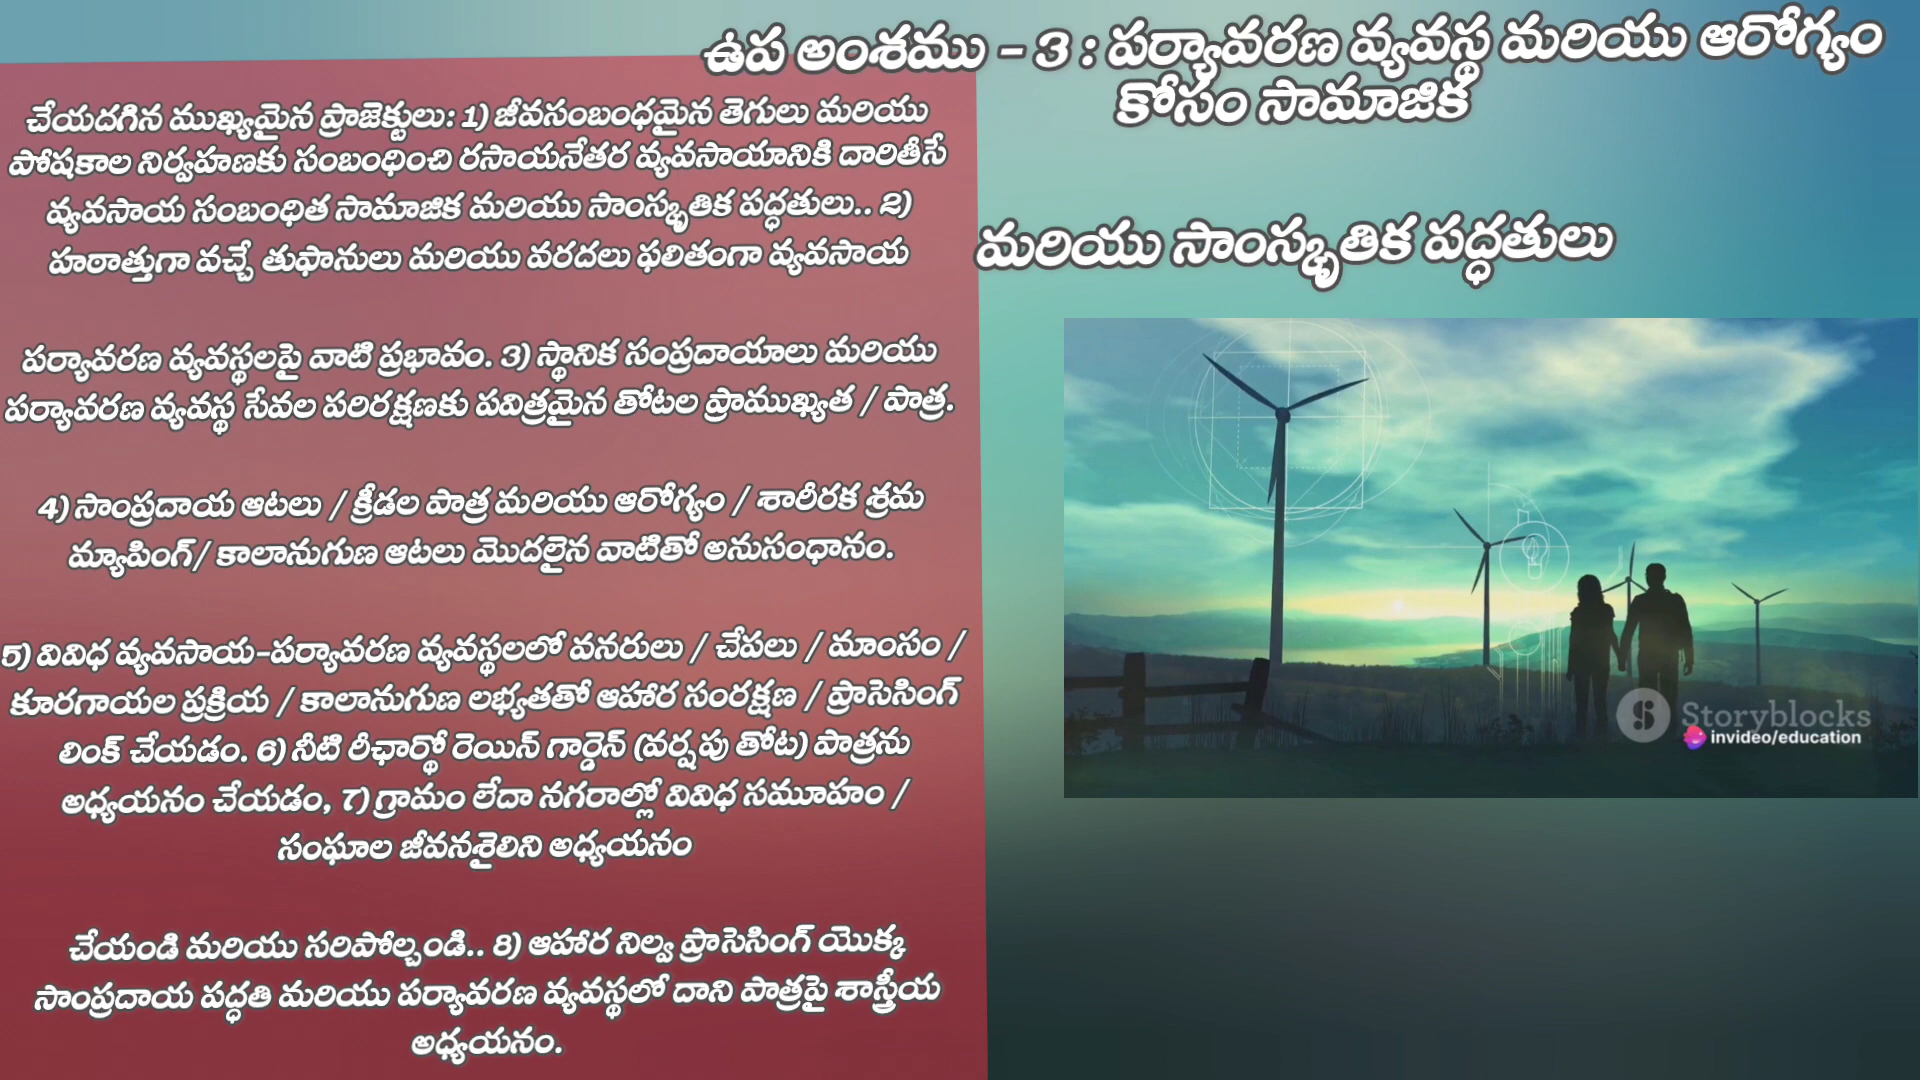 ఉప అంశము - 3 : పర్యావరణ వ్యవస్థ మరియు ఆరోగ్యం
కోసం సామాజిక
మరియు సాంస్కృతిక పద్ధతులు
చేయదగిన ముఖ్యమైన ప్రాజెక్టులు: 1) జీవసంబంధమైన తెగులు మరియు
పోషకాల నిర్వహణకు సంబంధించి రసాయనేతర వ్యవసాయానికి దారితీసే
వ్యవసాయ సంబంధిత సామాజిక మరియు సాంస్కృతిక పద్ధతులు.. 2)
హఠాత్తుగా వచ్చే తుఫానులు మరియు వరదలు ఫలితంగా వ్యవసాయ
పర్యావరణ వ్యవస్థలపై వాటి ప్రభావం. 3) స్థానిక సంప్రదాయాలు మరియు
పర్యావరణ వ్యవస్థ సేవల పరిరక్షణకు పవిత్రమైన తోటల ప్రాముఖ్యత / పాత్ర.
4) సాంప్రదాయ ఆటలు / క్రీడల పాత్ర మరియు ఆరోగ్యం / శారీరక శ్రమ
మ్యాపింగ్/ కాలానుగుణ ఆటలు మొదలైన వాటితో అనుసంధానం.
5) వివిధ వ్యవసాయ-పర్యావరణ వ్యవస్థలలో వనరులు / చేపలు / మాంసం /
కూరగాయల ప్రక్రియ / కాలానుగుణ లభ్యతతో ఆహార సంరక్షణ / ప్రాసెసింగ్
లింక్ చేయడం. 6) నీటి రీఛార్జ్లో రెయిన్ గార్డెన్ (వర్షపు తోట) పాత్రను
అధ్యయనం చేయడం, 7) గ్రామం లేదా నగరాల్లో వివిధ సమూహం /
సంఘాల జీవనశైలిని అధ్యయనం
చేయండి మరియు సరిపోల్చండి.. 8) ఆహార నిల్వ ప్రాసెసింగ్ యొక్క
సాంప్రదాయ పద్ధతి మరియు పర్యావరణ వ్యవస్థలో దాని పాత్రపై శాస్త్రీయ
అధ్యయనం.
Storyblocks
invideo/education